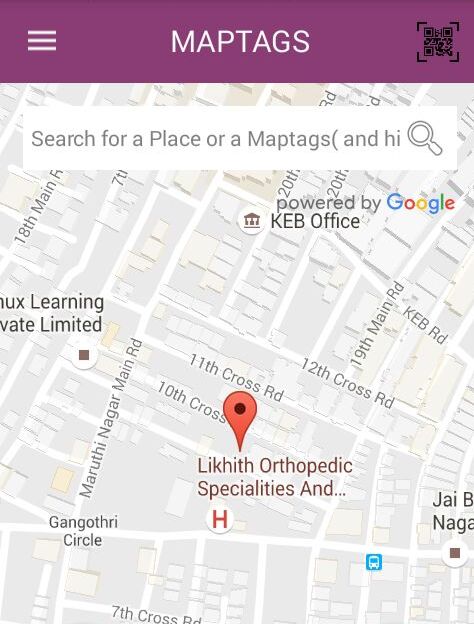 MAPTAGS
Search for a Place or a Maptags( and hi
powered by Google
18th Main R
7th
20th
20th
KEB Office
nux Learning
vate Limited
KEB Rd
19th Main Rd
11th Cross Rd
12th Cross Rd
10th Cross
Maruthi Nagar Main Rd
Likhith Orthopedic
Specialities And...
H
Jai B
Naga
Gangothri
Circle
7th Cross Rd